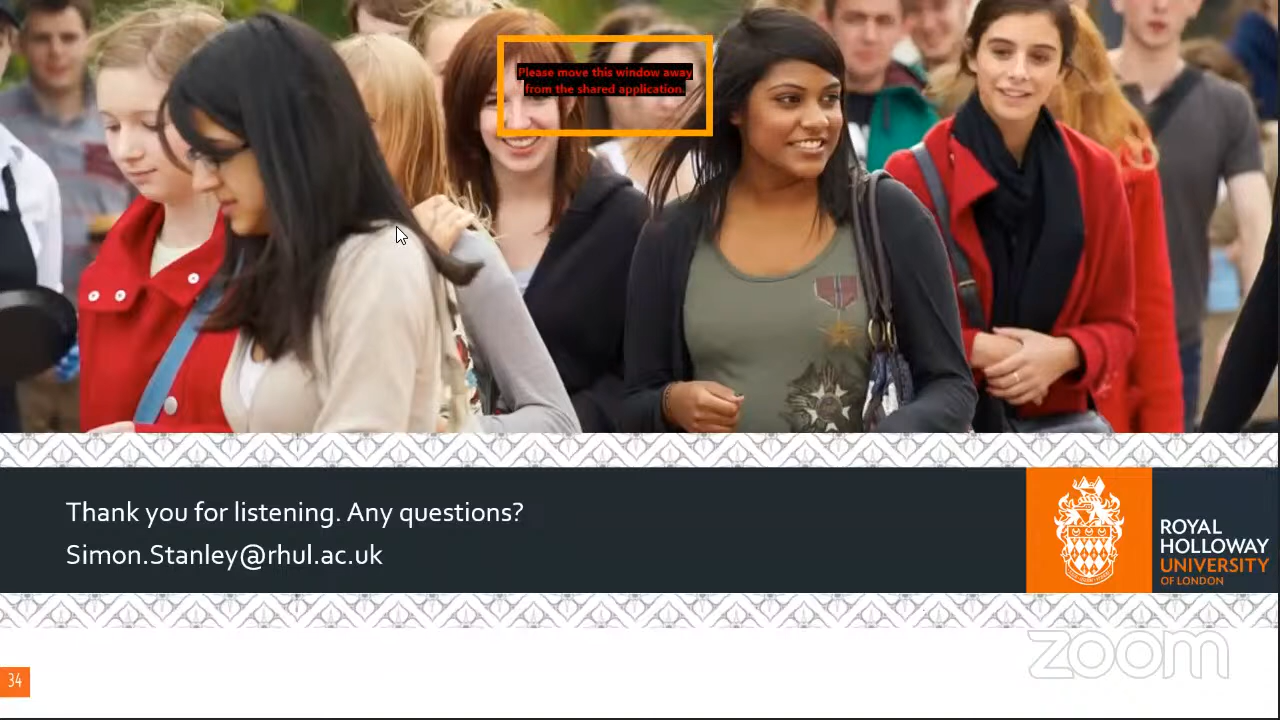 Please move this window away
from the shared application.
Thank you for listening. Any questions?
Simon.Stanley@rhul.ac.uk
ROYAL
HOLLOWAY
UNIVERSITY
OF LONDON
zoom
34